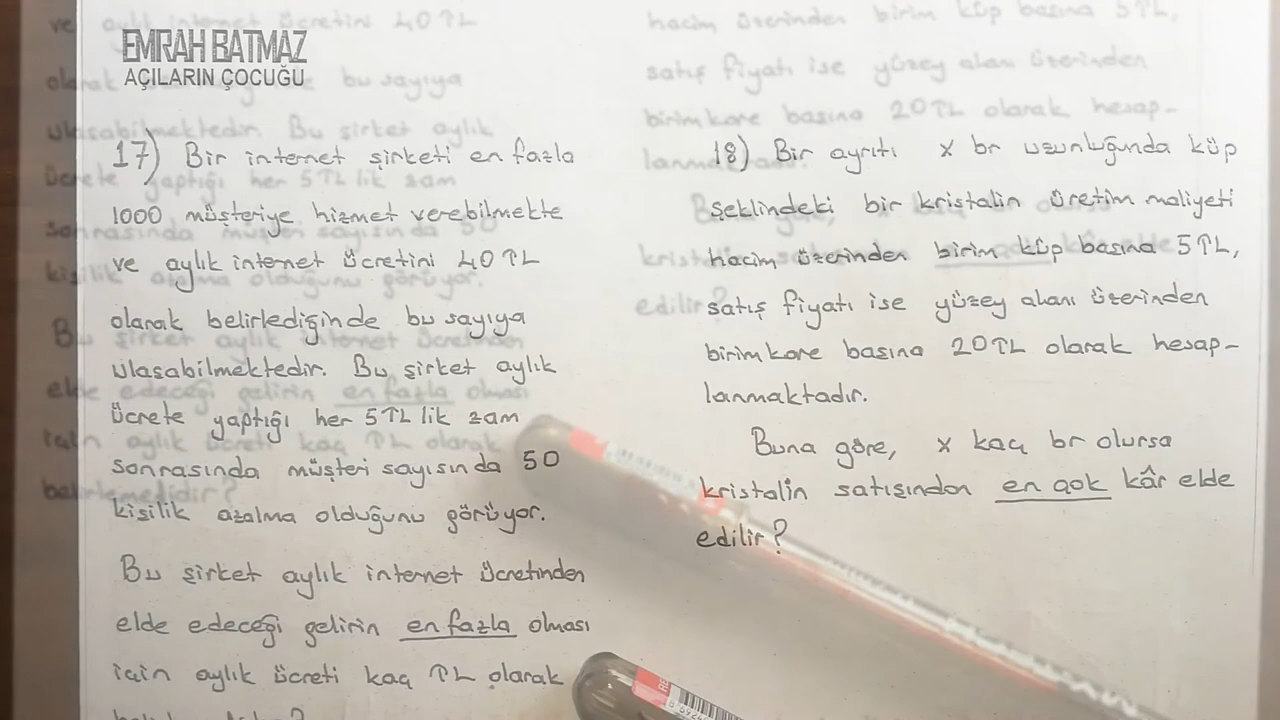 EMRAH BATMAZ
AÇILARIN ÇOCUĞU
17) Bir internet şirketi en fazla
1000 müşteriye hizmet verebilmekte
ve aylık internet ücretini 40 TL
olarak belirlediğinde bu sayıya
ulaşabilmektedir. Bu şirket aylık
ücrete yaptığı her 5 TL lik zam
sonrasında müşteri sayısında 50
kişilik azalma olduğunu görüyor.
Bu şirket aylık internet ücretinden
elde edeceği gelirin en fazla olması
için aylık ücreti kaç TL olarak
18) Bir ayrıtı x br uzunluğunda küp
şeklindeki bir kristalin üretim maliyeti
hacim üzerinden birim küp başına 5 TL,
satış fiyatı ise yüzey alanı üzerinden
birimkare başına 20 TL olarak hesap-
lanmaktadır.
Buna göre, x kaç br olursa
kristalin satışından en çok kâr elde
edilir?